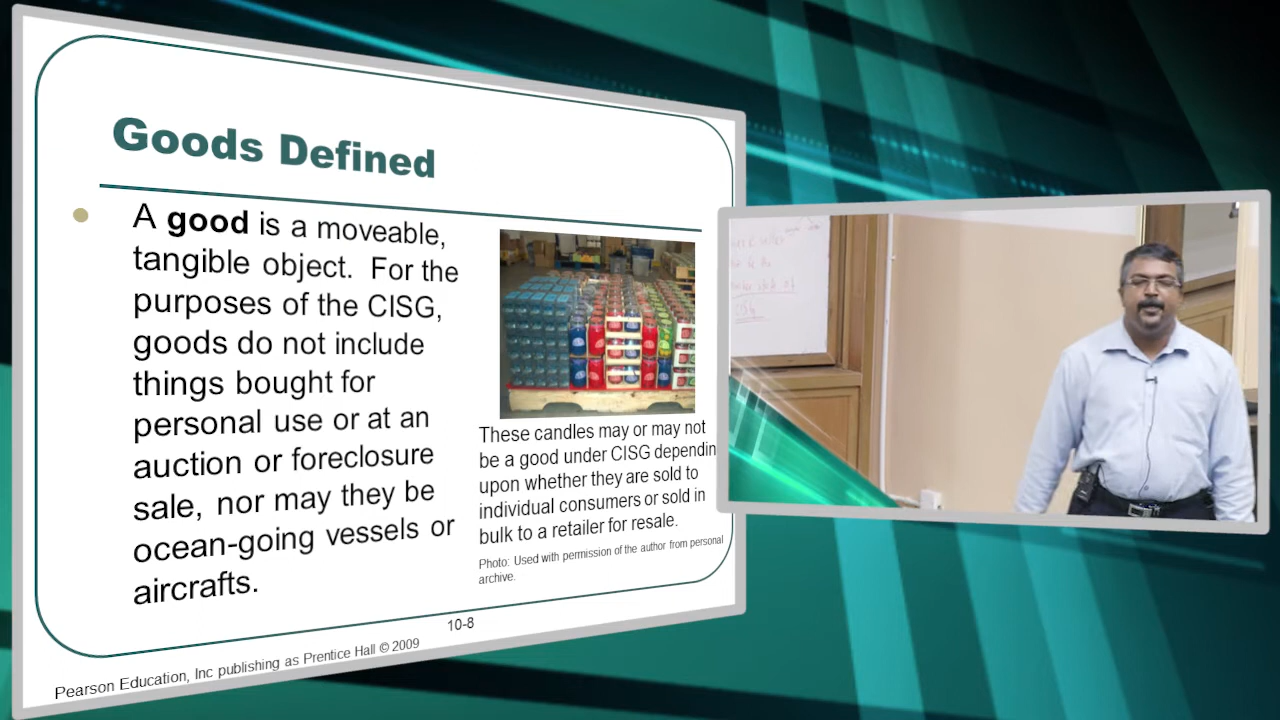 Goods Defined
A good is a moveable,
tangible object. For the
purposes of the CISG,
goods do not include
things bought for
personal use or at an
auction or foreclosure
sale, nor may they be
ocean-going vessels or
aircrafts.
These candles may or may not
be a good under CISG dependin
upon whether they are sold to
individual consumers or sold in
bulk to a retailer for resale.
Photo: Used with permission of the author from personal
archive.
10-8
Pearson Education, Inc publishing as Prentice Hall © 2009
CISG